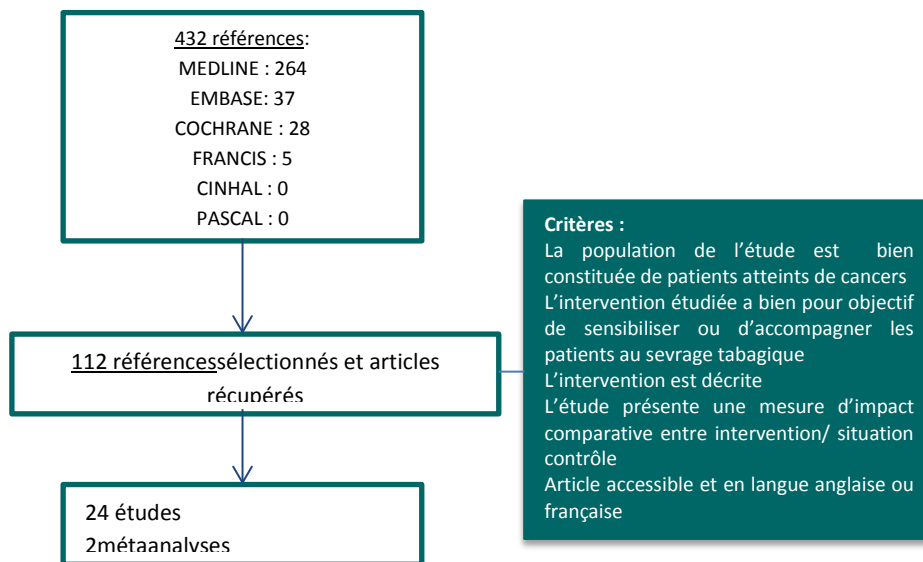 432 références:
MEDLINE : 264
EMBASE: 37
COCHRANE : 28
FRANCIS : 5
CINHAL : 0
PASCAL : 0
112 référencessélectionnés et articles
récupérés
Critères :
La population de l’étude est bien
constituée de patients atteints de cancers
L’intervention étudiée a bien pour objectif
de sensibiliser ou d’accompagner les
patients au sevrage tabagique
L’intervention est décrite
L’étude présente une mesure d’impact
comparative entre intervention/ situation
contrôle
Article accessible et en langue anglaise ou
française
24 études
2métaanalyses